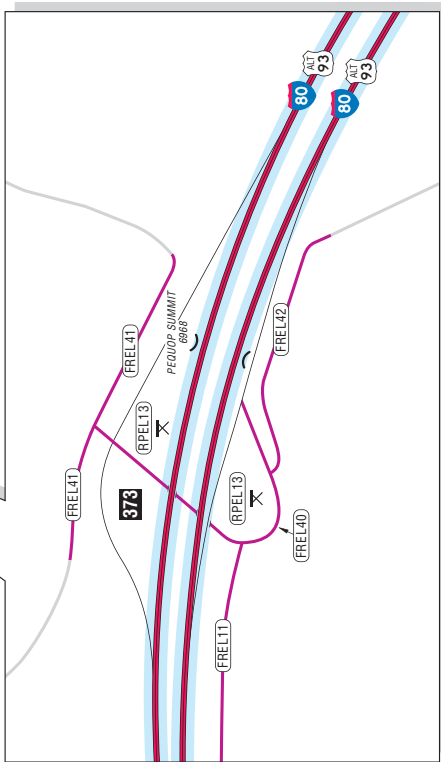 ALT
93
80
ALT
93
80
PEQUOP SUMMIT
6968
FREL41
FREL42
RPEL13
FREL41
373
RPEL13
FREL40
FREL11